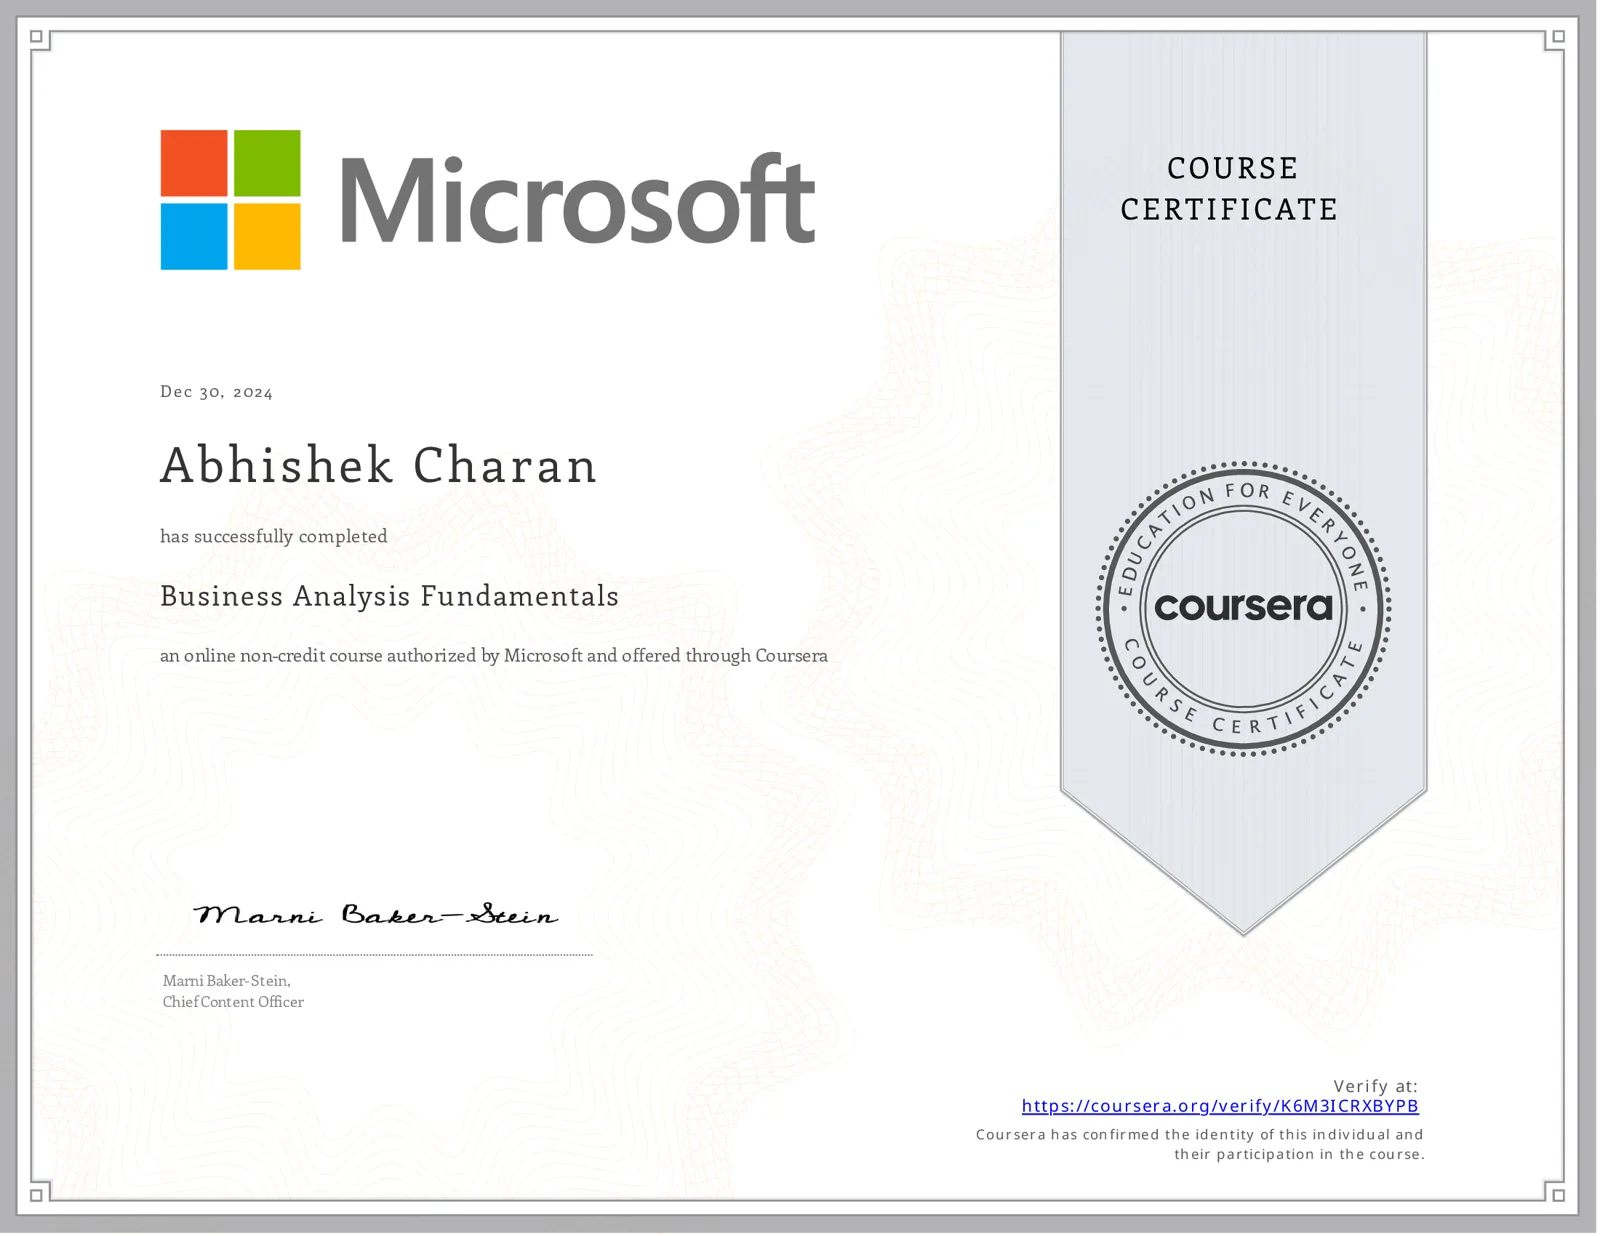 Microsoft
COURSE
CERTIFICATE
Dec 30, 2024
Abhishek Charan
has successfully completed
Business Analysis Fundamentals
an online non-credit course authorized by Microsoft and offered through Coursera
EDUCATION FOR EVERYONE
coursera
COURSE CERTIFICATE
Marni Baker-Stein
Marni Baker-Stein,
Chief Content Officer
Verify at:
https://coursera.org/verify/K6M3ICRXBYPB
Coursera has confirmed the identity of this individual and
their participation in the course.